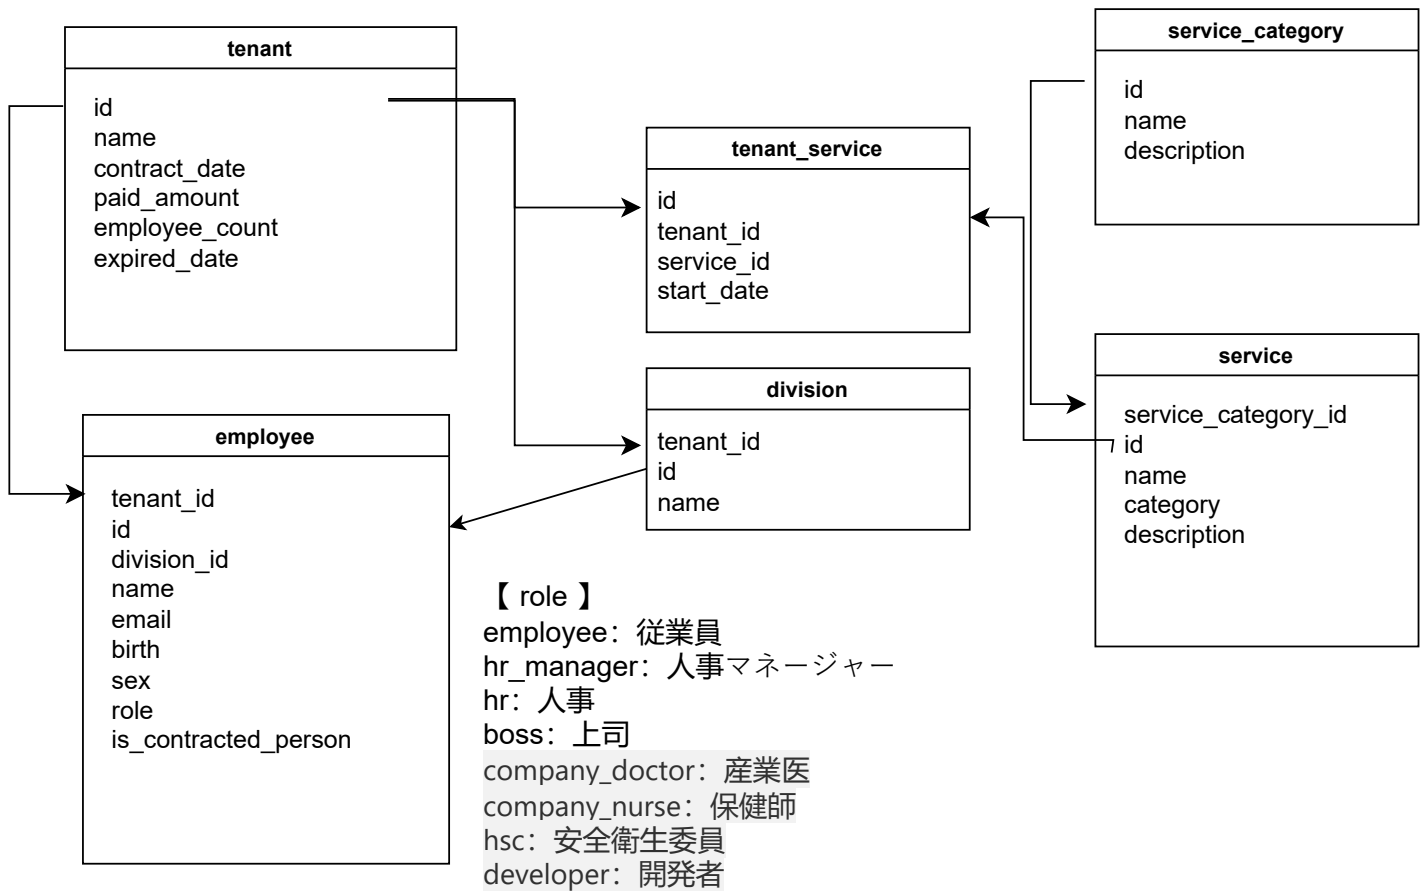 tenant
id
name
contract_date
paid_amount
employee_count
expired_date
tenant_service
id
tenant_id
service_id
start_date
service_category
id
name
description
service
service_category_id
id
name
category
description
division
tenant_id
id
name
employee
tenant_id
id
division_id
name
email
birth
sex
role
is_contracted_person
【 role 】
employee：従業員
hr_manager：人事マネージャー
hr：人事
boss：上司
company_doctor：産業医
company_nurse：保健師
hsc：安全衛生委員
developer：開発者